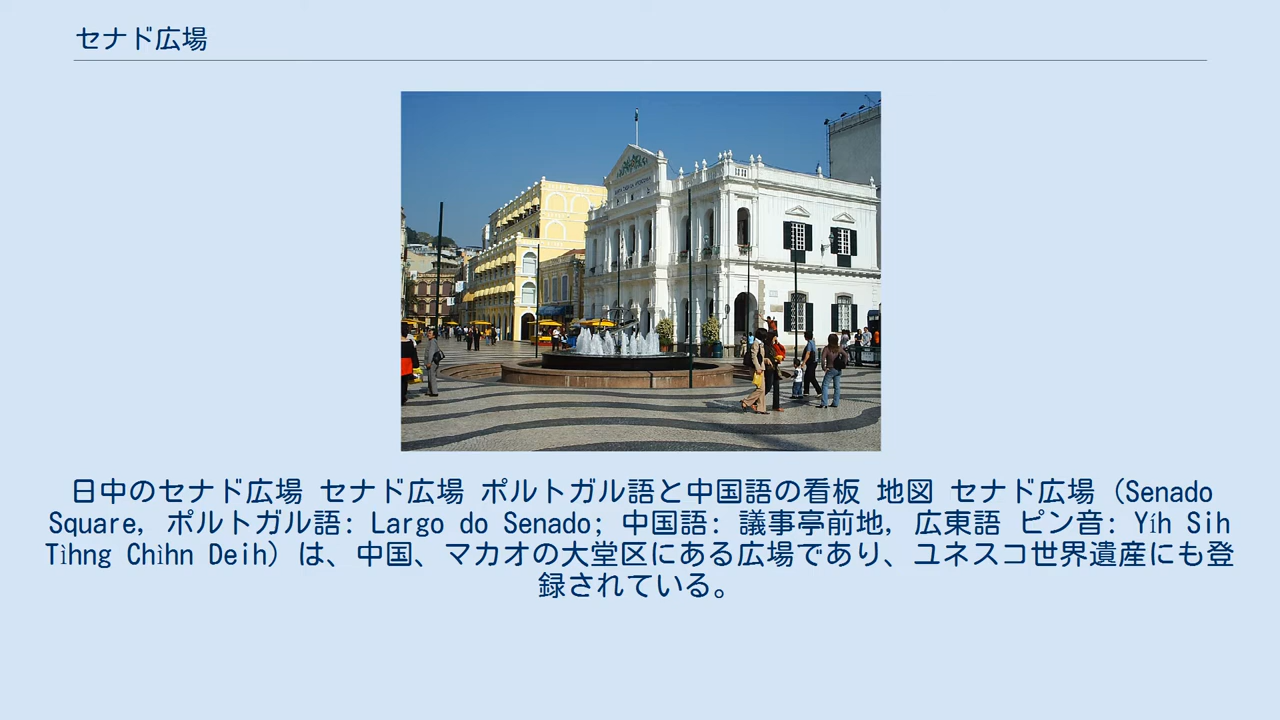 セナド広場
日中のセナド広場 セナド広場 ポルトガル語と中国語の看板 地図 セナド広場 (Senado
Square, ポルトガル語: Largo do Senado; 中国語: 議事亭前地, 広東語 ピン音: Yíh Sih
Tìhng Chìhn Deih) は、中国、マカオの大堂区にある広場であり、ユネスコ世界遺産にも登
録されている。